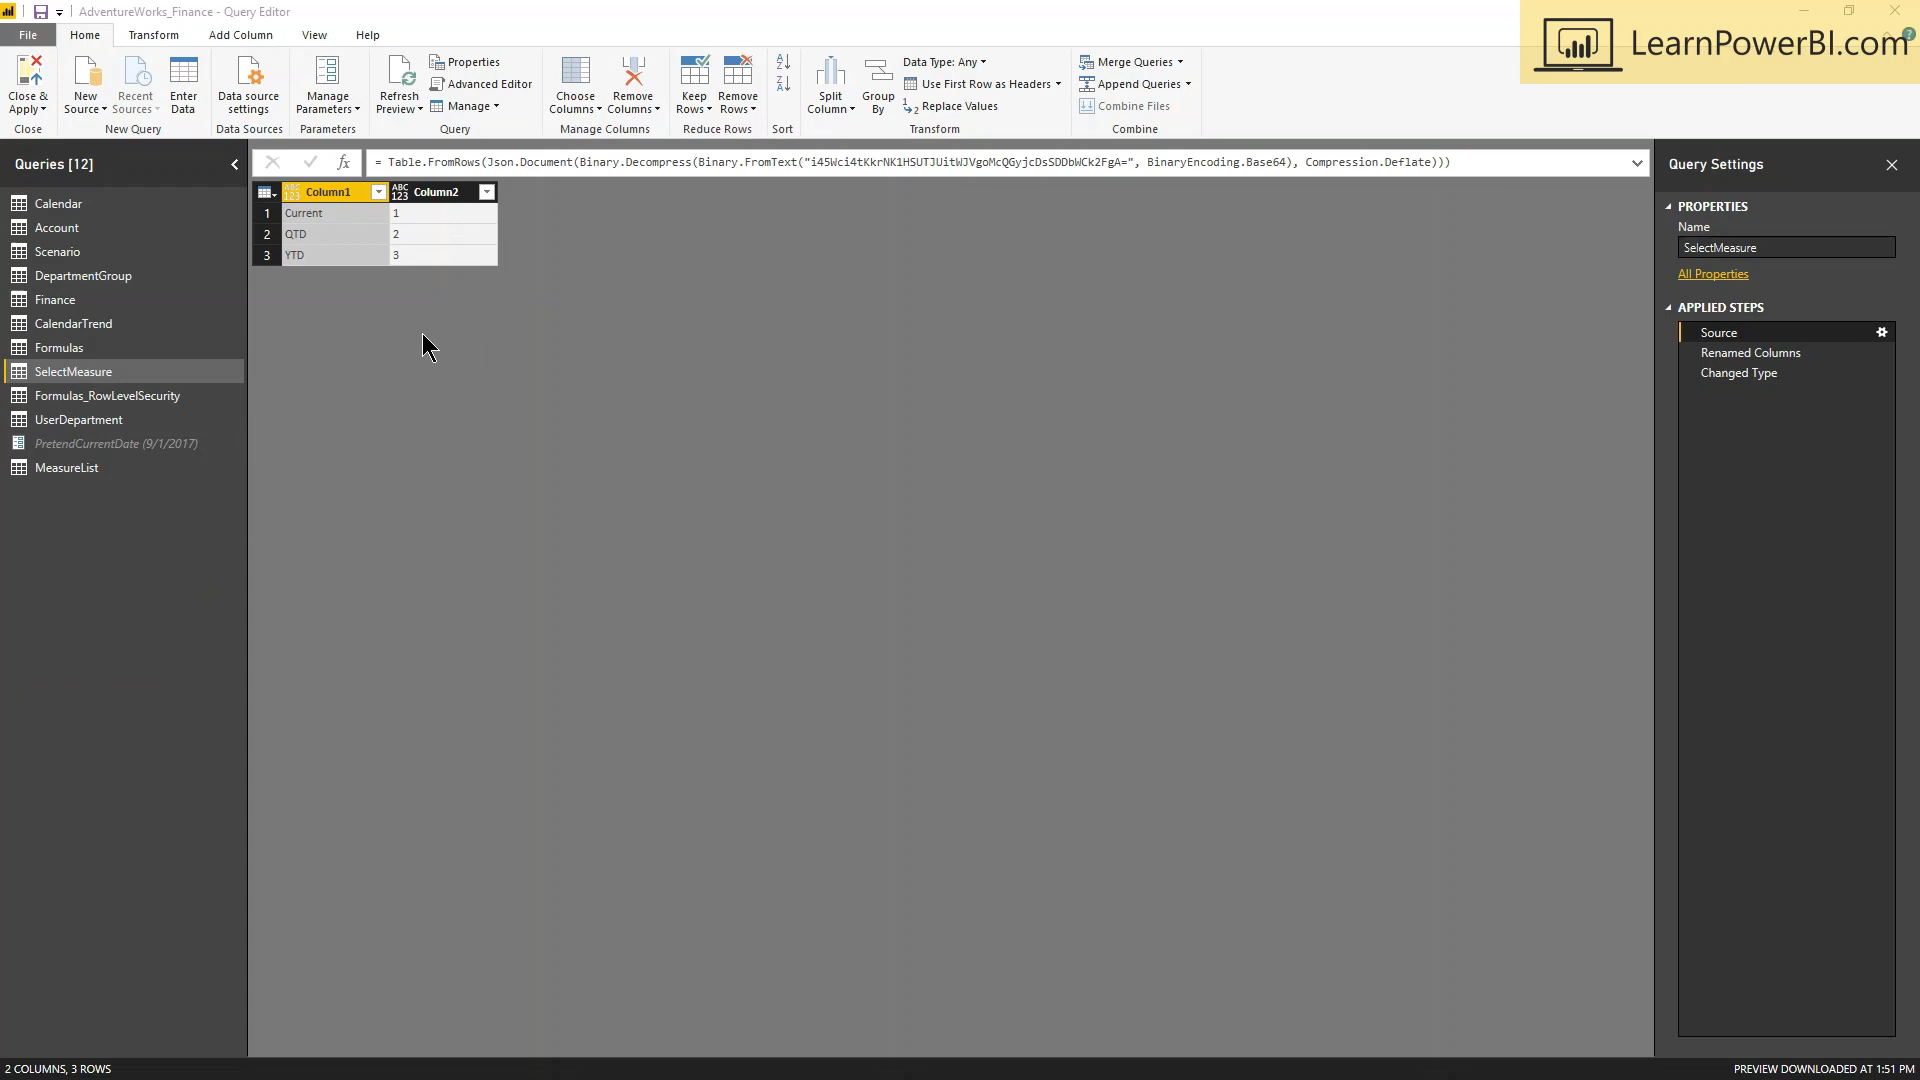 AdventureWorks_Finance - Query Editor
File Home Transform Add Column View Help
LearnPowerBI.com
Close & Apply
Close
New Source
Recent Sources
Enter Data
New Query
Data source settings
Data Sources
Manage Parameters
Parameters
Refresh Preview
Properties
Advanced Editor
Manage
Query
Choose Columns
Remove Columns
Manage Columns
Keep Rows
Remove Rows
Reduce Rows
Sort
Split Column
Group By
Data Type: Any
Use First Row as Headers
Replace Values
Transform
Merge Queries
Append Queries
Combine Files
Combine
Queries [12]
Calendar
Account
Scenario
DepartmentGroup
Finance
CalendarTrend
Formulas
SelectMeasure
Formulas_RowLevelSecurity
UserDepartment
PretendCurrentDate (9/1/2017)
MeasureList
fx
= Table.FromRows(Json.Document(Binary.Decompress(Binary.FromText("i45Wci4tKkrNK1HSUTJUitWJVgoMcQGyjcDsSDDbWCk2FgA=", BinaryEncoding.Base64), Compression.Deflate)))
ABC 123 Column1 ABC 123 Column2
1 Current 1
2 QTD 2
3 YTD 3
Query Settings
PROPERTIES
Name
SelectMeasure
All Properties
APPLIED STEPS
Source
Renamed Columns
Changed Type
2 COLUMNS, 3 ROWS
PREVIEW DOWNLOADED AT 1:51 PM